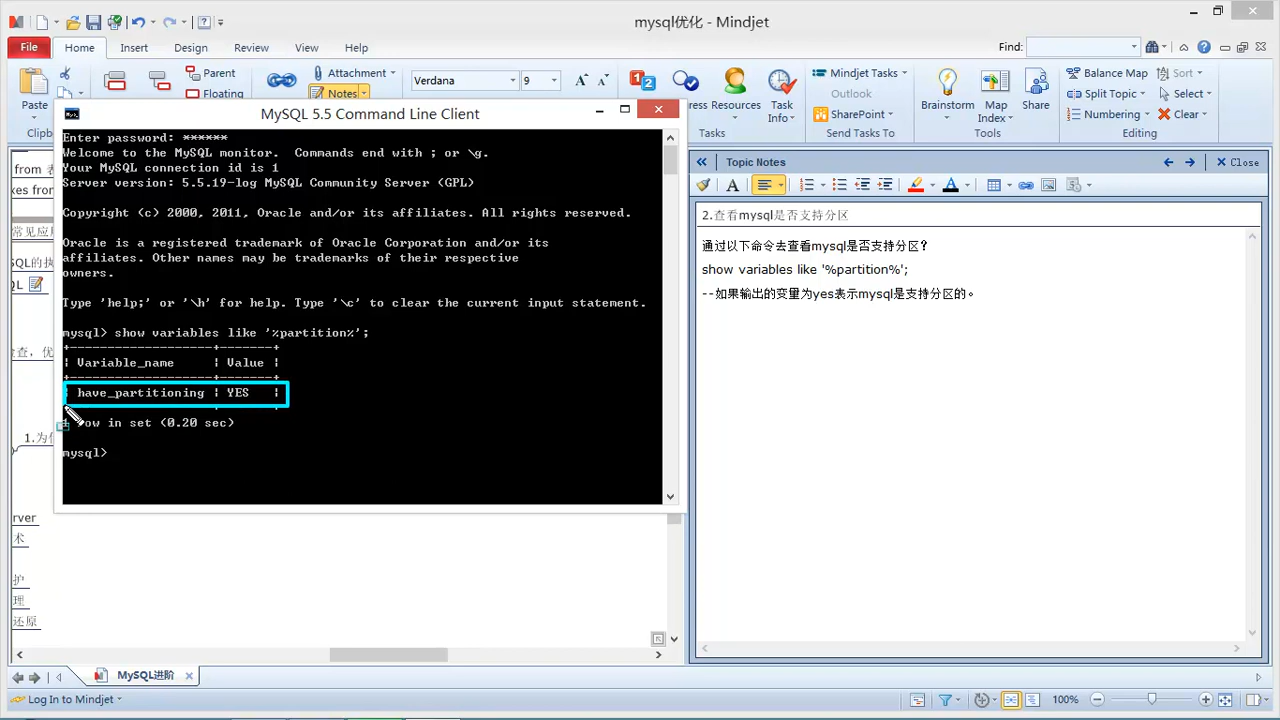 mysql优化 - Mindjet
File Home Insert Design Review View Help
Find:
Paste
Parent
Floating
Attachment
Notes
Verdana
9
Resources
Task Info
Tasks
Mindjet Tasks
Outlook
SharePoint
Send Tasks To
Brainstorm
Map Index
Share
Tools
Balance Map
Split Topic
Numbering
Sort
Select
Clear
Editing
MySQL 5.5 Command Line Client
Enter password: ******
Welcome to the MySQL monitor.  Commands end with ; or \g.
Your MySQL connection id is 1
Server version: 5.5.19-log MySQL Community Server (GPL)
Copyright (c) 2000, 2011, Oracle and/or its affiliates. All rights reserved.
Oracle is a registered trademark of Oracle Corporation and/or its
affiliates. Other names may be trademarks of their respective
owners.
Type 'help;' or '\h' for help. Type '\c' to clear the current input statement.
mysql> show variables like '%partition%';
+-------------------+-------+
| Variable_name     | Value |
+-------------------+-------+
| have_partitioning | YES   |
row in set (0.20 sec)
mysql>
Topic Notes
Close
2.查看mysql是否支持分区
通过以下命令去查看mysql是否支持分区?
show variables like '%partition%';
--如果输出的变量为yes表示mysql是支持分区的。
from
常见应
术
护
理
还原
MySQL进阶
Log In to Mindjet
100%